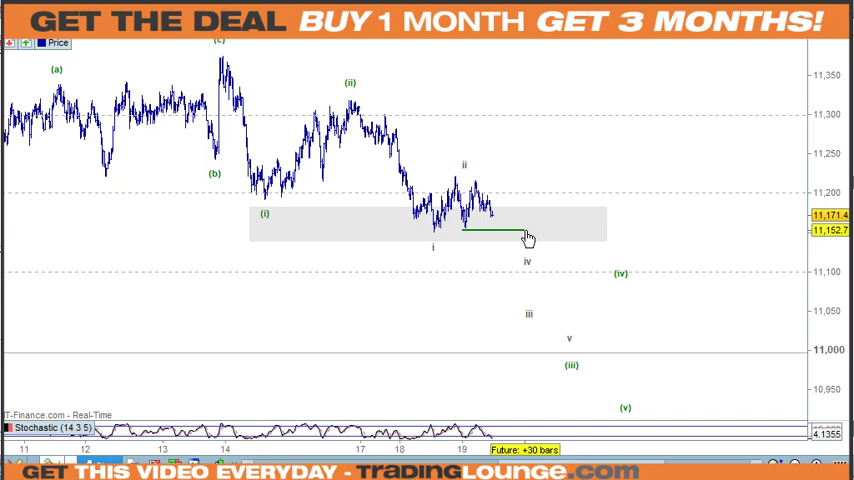 GET THE DEAL BUY 1 MONTH GET 3 MONTHS!
Price
(c)
(a)
(ii)
11,350
11,300
11,250
(b)
ii
11,200
(i)
11,171.4
11,152.7
i
iv
(iv)
11,100
iii
11,050
v
11,000
(iii)
10,950
(v)
IT-Finance.com - Real-Time
Stochastic (14 3 5)
4.1355
11 12 13 14 17 18 19
Future: +30 bars
GET THIS VIDEO EVERYDAY - TradingLounge.com